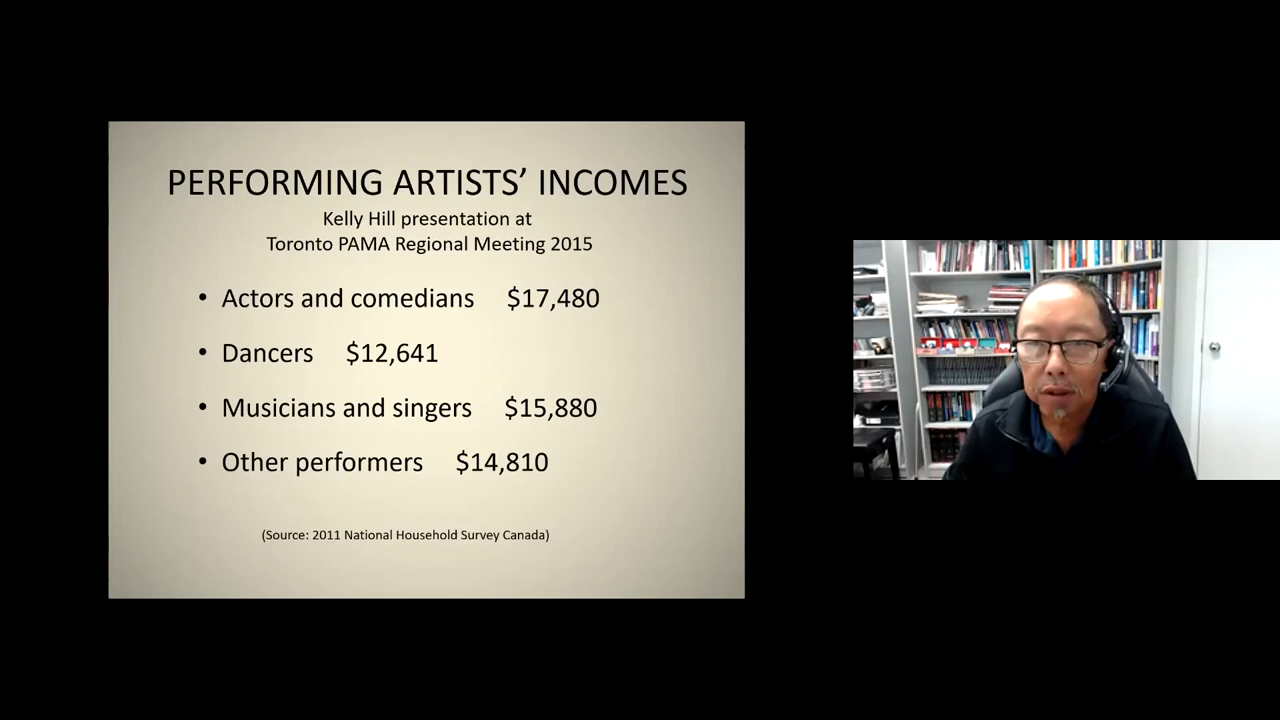 PERFORMING ARTISTS’ INCOMES
Kelly Hill presentation at
Toronto PAMA Regional Meeting 2015
• Actors and comedians $17,480
• Dancers $12,641
• Musicians and singers $15,880
• Other performers $14,810
(Source: 2011 National Household Survey Canada)